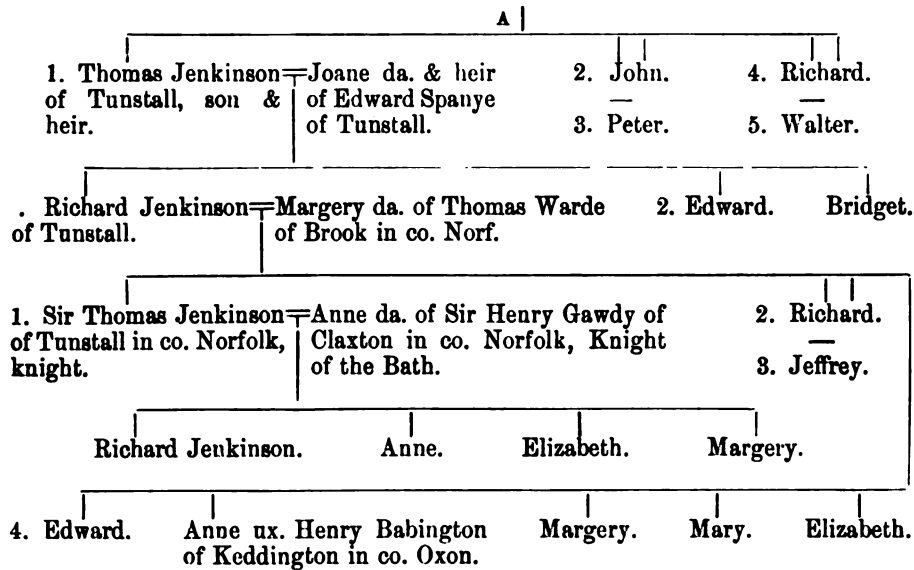 A
1. Thomas Jenkinson = Joane da. & heir 2. John. 4. Richard.
of Tunstall, son & of Edward Spanye
heir. of Tunstall. 3. Peter. 5. Walter.
. Richard Jenkinson = Margery da. of Thomas Warde 2. Edward. Bridget.
of Tunstall. of Brook in co. Norf.
1. Sir Thomas Jenkinson = Anne da. of Sir Henry Gawdy of 2. Richard.
of Tunstall in co. Norfolk, Claxton in co. Norfolk, Knight
knight. of the Bath. 3. Jeffrey.
Richard Jenkinson. Anne. Elizabeth. Margery.
4. Edward. Anne ux. Henry Babington Margery. Mary. Elizabeth.
of Keddington in co. Oxon.